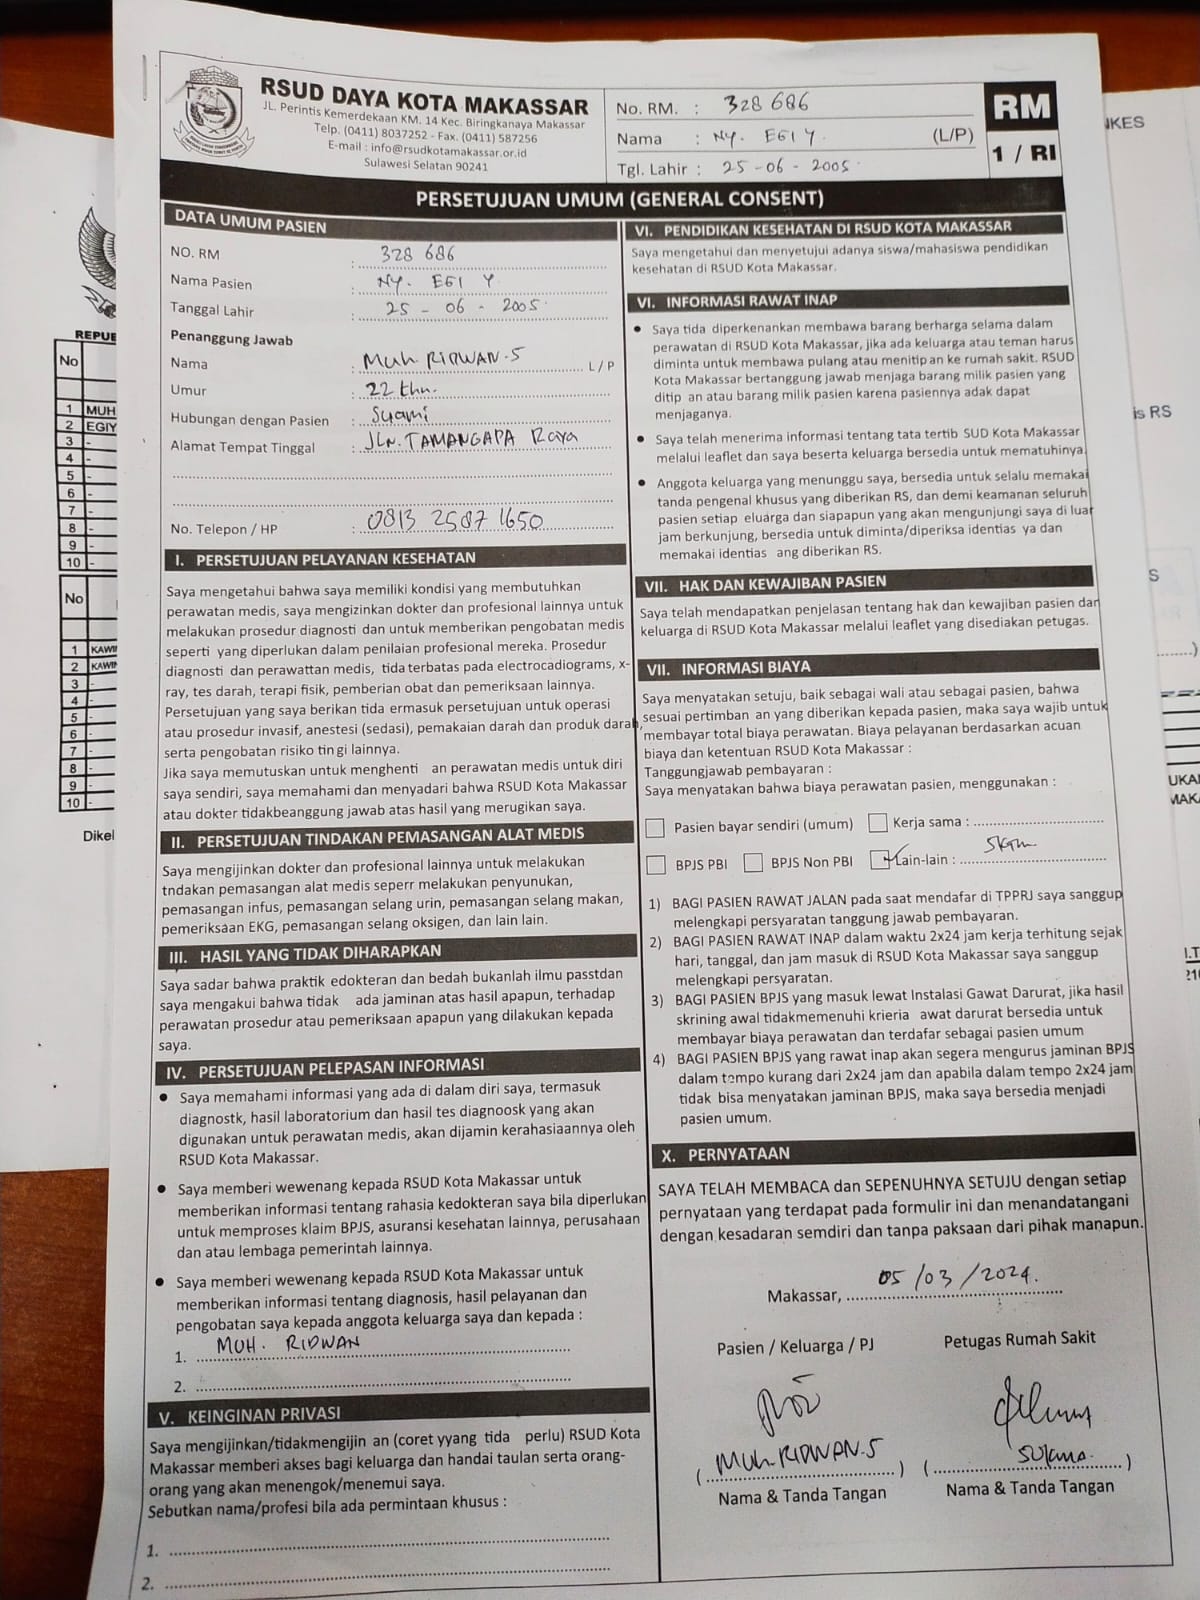 RSUD DAYA KOTA MAKASSAR
JL. Perintis Kemerdekaan KM. 14 Kec. Biringkanaya Makassar
Telp. (0411) 8037252 - Fax. (0411) 587256
E-mail : info@rsudkotamakassar.or.id
Sulawesi Selatan 90241
No. RM. : 328 686
Nama : NY. EGI Y (L/P)
Tgl. Lahir : 25 - 06 - 2005
RM
1 / RI
PERSETUJUAN UMUM (GENERAL CONSENT)
DATA UMUM PASIEN
NO. RM : 328 686
Nama Pasien : NY. EGI Y
Tanggal Lahir : 25 - 06 - 2005
Penanggung Jawab
Nama : Muh. RIDWAN.S L / P
Umur : 22 thn.
Hubungan dengan Pasien : Suami
Alamat Tempat Tinggal : JLN. TAMANGAPA Raya
No. Telepon / HP : 0813 2587 1650
I. PERSETUJUAN PELAYANAN KESEHATAN
Saya mengetahui bahwa saya memiliki kondisi yang membutuhkan
perawatan medis, saya mengizinkan dokter dan profesional lainnya untuk
melakukan prosedur diagnosti dan untuk memberikan pengobatan medis
seperti yang diperlukan dalam penilaian profesional mereka. Prosedur
diagnosti dan perawattan medis, tida terbatas pada electrocadiograms, x-
ray, tes darah, terapi fisik, pemberian obat dan pemeriksaan lainnya.
Persetujuan yang saya berikan tida ermasuk persetujuan untuk operasi
atau prosedur invasif, anestesi (sedasi), pemakaian darah dan produk darah,
serta pengobatan risiko tin gi lainnya.
Jika saya memutuskan untuk menghenti an perawatan medis untuk diri
saya sendiri, saya memahami dan menyadari bahwa RSUD Kota Makassar
atau dokter tidakbeanggung jawab atas hasil yang merugikan saya.
II. PERSETUJUAN TINDAKAN PEMASANGAN ALAT MEDIS
Saya mengijinkan dokter dan profesional lainnya untuk melakukan
tndakan pemasangan alat medis seperr melakukan penyunukan,
pemasangan infus, pemasangan selang urin, pemasangan selang makan,
pemeriksaan EKG, pemasangan selang oksigen, dan lain lain.
III. HASIL YANG TIDAK DIHARAPKAN
Saya sadar bahwa praktik edokteran dan bedah bukanlah ilmu passtdan
saya mengakui bahwa tidak ada jaminan atas hasil apapun, terhadap
perawatan prosedur atau pemeriksaan apapun yang dilakukan kepada
saya.
IV. PERSETUJUAN PELEPASAN INFORMASI
● Saya memahami informasi yang ada di dalam diri saya, termasuk
diagnostk, hasil laboratorium dan hasil tes diagnoosk yang akan
digunakan untuk perawatan medis, akan dijamin kerahasiaannya oleh
RSUD Kota Makassar.
● Saya memberi wewenang kepada RSUD Kota Makassar untuk
memberikan informasi tentang rahasia kedokteran saya bila diperlukan
untuk memproses klaim BPJS, asuransi kesehatan lainnya, perusahaan
dan atau lembaga pemerintah lainnya.
● Saya memberi wewenang kepada RSUD Kota Makassar untuk
memberikan informasi tentang diagnosis, hasil pelayanan dan
pengobatan saya kepada anggota keluarga saya dan kepada :
1. MUH. RIDWAN
2.
V. KEINGINAN PRIVASI
Saya mengijinkan/tidakmengijin an (coret yyang tida perlu) RSUD Kota
Makassar memberi akses bagi keluarga dan handai taulan serta orang-
orang yang akan menengok/menemui saya.
Sebutkan nama/profesi bila ada permintaan khusus :
1.
2.
VI. PENDIDIKAN KESEHATAN DI RSUD KOTA MAKASSAR
Saya mengetahui dan menyetujui adanya siswa/mahasiswa pendidikan
kesehatan di RSUD Kota Makassar.
VI. INFORMASI RAWAT INAP
● Saya tida diperkenankan membawa barang berharga selama dalam
perawatan di RSUD Kota Makassar, jika ada keluarga atau teman harus
diminta untuk membawa pulang atau menitip an ke rumah sakit. RSUD
Kota Makassar bertanggung jawab menjaga barang milik pasien yang
ditip an atau barang milik pasien karena pasiennya adak dapat
menjaganya.
● Saya telah menerima informasi tentang tata tertib SUD Kota Makassar
melalui leaflet dan saya beserta keluarga bersedia untuk mematuhinya.
● Anggota keluarga yang menunggu saya, bersedia untuk selalu memakai
tanda pengenal khusus yang diberikan RS, dan demi keamanan seluruh
pasien setiap eluarga dan siapapun yang akan mengunjungi saya di luar
jam berkunjung, bersedia untuk diminta/diperiksa identias ya dan
memakai identias ang diberikan RS.
VII. HAK DAN KEWAJIBAN PASIEN
Saya telah mendapatkan penjelasan tentang hak dan kewajiban pasien dan
keluarga di RSUD Kota Makassar melalui leaflet yang disediakan petugas.
VII. INFORMASI BIAYA
Saya menyatakan setuju, baik sebagai wali atau sebagai pasien, bahwa
sesuai pertimban an yang diberikan kepada pasien, maka saya wajib untuk
membayar total biaya perawatan. Biaya pelayanan berdasarkan acuan
biaya dan ketentuan RSUD Kota Makassar :
Tanggungjawab pembayaran :
Saya menyatakan bahwa biaya perawatan pasien, menggunakan :
Pasien bayar sendiri (umum) Kerja sama :
BPJS PBI BPJS Non PBI Lain-lain : SKTM
1) BAGI PASIEN RAWAT JALAN pada saat mendafar di TPPRJ saya sanggup
melengkapi persyaratan tanggung jawab pembayaran.
2) BAGI PASIEN RAWAT INAP dalam waktu 2x24 jam kerja terhitung sejak
hari, tanggal, dan jam masuk di RSUD Kota Makassar saya sanggup
melengkapi persyaratan.
3) BAGI PASIEN BPJS yang masuk lewat Instalasi Gawat Darurat, jika hasil
skrining awal tidakmemenuhi krieria awat darurat bersedia untuk
membayar biaya perawatan dan terdafar sebagai pasien umum
4) BAGI PASIEN BPJS yang rawat inap akan segera mengurus jaminan BPJS
dalam tempo kurang dari 2x24 jam dan apabila dalam tempo 2x24 jam
tidak bisa menyatakan jaminan BPJS, maka saya bersedia menjadi
pasien umum.
X. PERNYATAAN
SAYA TELAH MEMBACA dan SEPENUHNYA SETUJU dengan setiap
pernyataan yang terdapat pada formulir ini dan menandatangani
dengan kesadaran semdiri dan tanpa paksaan dari pihak manapun.
Makassar, 05/03/2024.
Pasien / Keluarga / PJ Petugas Rumah Sakit
(MUH. RIDWAN.S) (Sukma.)
Nama & Tanda Tangan Nama & Tanda Tangan
REPUB
No
1 MUH
2 EGIY
3 -
4 -
5 -
6 -
7 -
8 -
9 -
10 -
No
1 KAWIN
2 KAWIN
3 -
4 -
5 -
6 -
7 -
8 -
9 -
10 -
Dikel
NKES
is RS
S
UKAN
MAKA